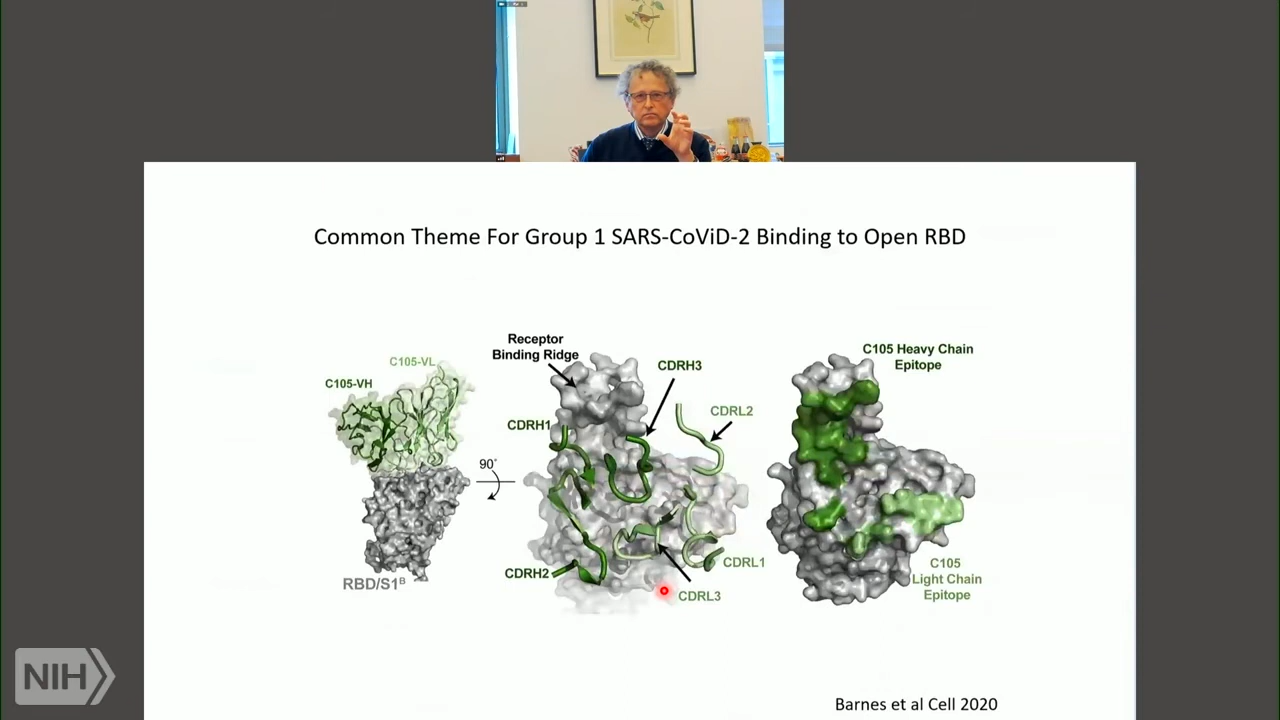 Common Theme For Group 1 SARS-CoViD-2 Binding to Open RBD
Receptor
Binding Ridge
C105-VL
C105-VH
90°
RBD/S1ᴮ
CDRH1
CDRH3
CDRL2
CDRH2
CDRL1
CDRL3
C105 Heavy Chain
Epitope
C105
Light Chain
Epitope
NIH
Barnes et al Cell 2020